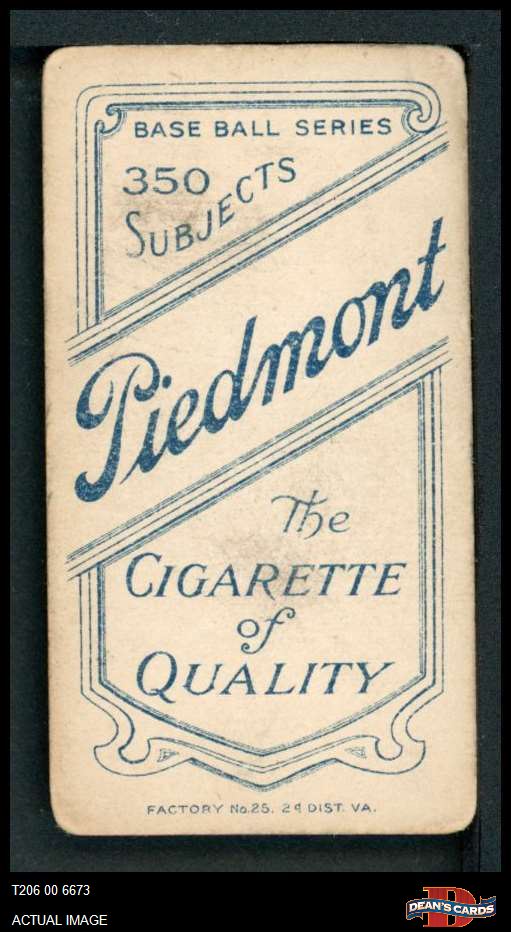 BASE BALL SERIES
350
SUBJECTS
Piedmont
The
CIGARETTE
of
QUALITY
FACTORY No. 25. 2d DIST. VA.
T206 00 6673
ACTUAL IMAGE
D
DEAN'S CARDS